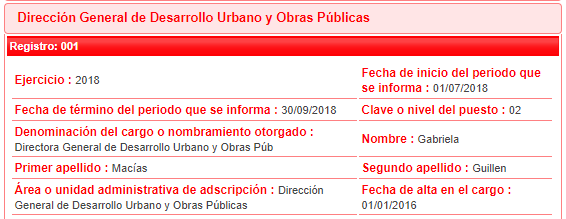 Dirección General de Desarrollo Urbano y Obras Públicas
Registro: 001
Ejercicio : 2018
Fecha de inicio del periodo que
se informa : 01/07/2018
Fecha de término del periodo que se informa : 30/09/2018
Clave o nivel del puesto : 02
Denominación del cargo o nombramiento otorgado :
Directora General de Desarrollo Urbano y Obras Púb
Nombre : Gabriela
Primer apellido : Macías
Segundo apellido : Guillen
Área o unidad administrativa de adscripción : Dirección
General de Desarrollo Urbano y Obras Públicas
Fecha de alta en el cargo :
01/01/2016